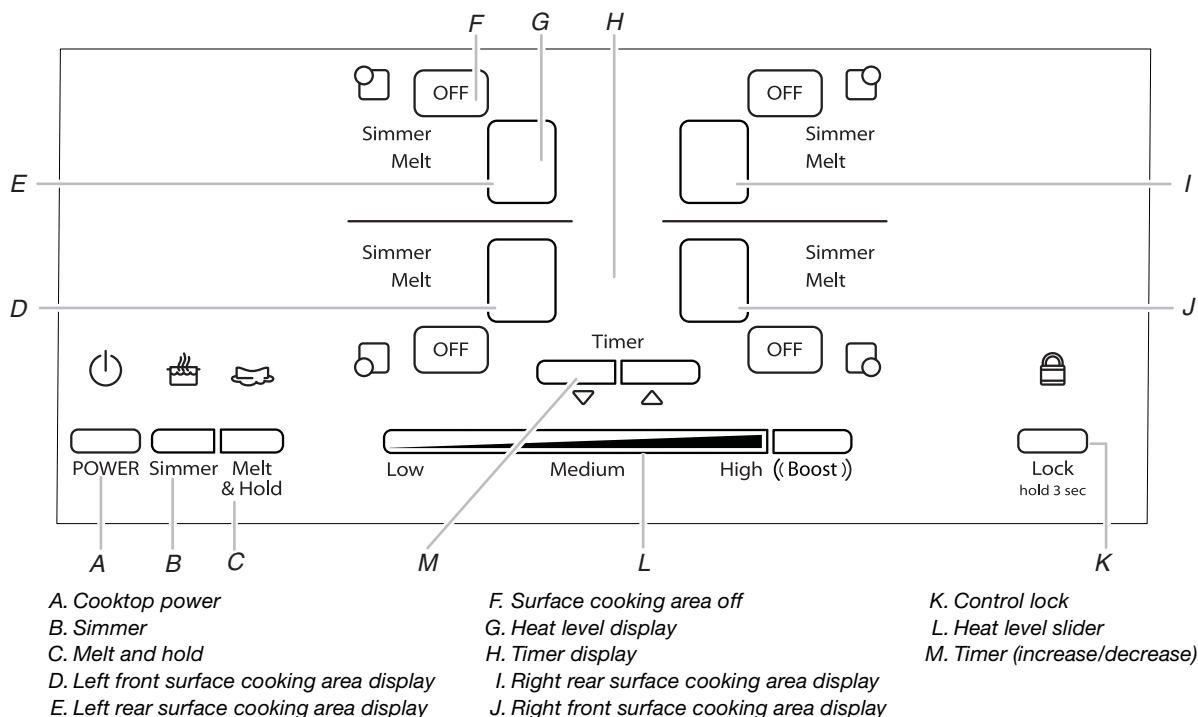 F G H
OFF OFF
Simmer Simmer
Melt Melt
E I
Simmer Simmer
Melt Melt
D J
OFF Timer OFF
POWER Simmer Melt & Hold
Low Medium High ((Boost))
Lock
hold 3 sec
A B C M L K
A. Cooktop power
B. Simmer
C. Melt and hold
D. Left front surface cooking area display
E. Left rear surface cooking area display
F. Surface cooking area off
G. Heat level display
H. Timer display
I. Right rear surface cooking area display
J. Right front surface cooking area display
K. Control lock
L. Heat level slider
M. Timer (increase/decrease)